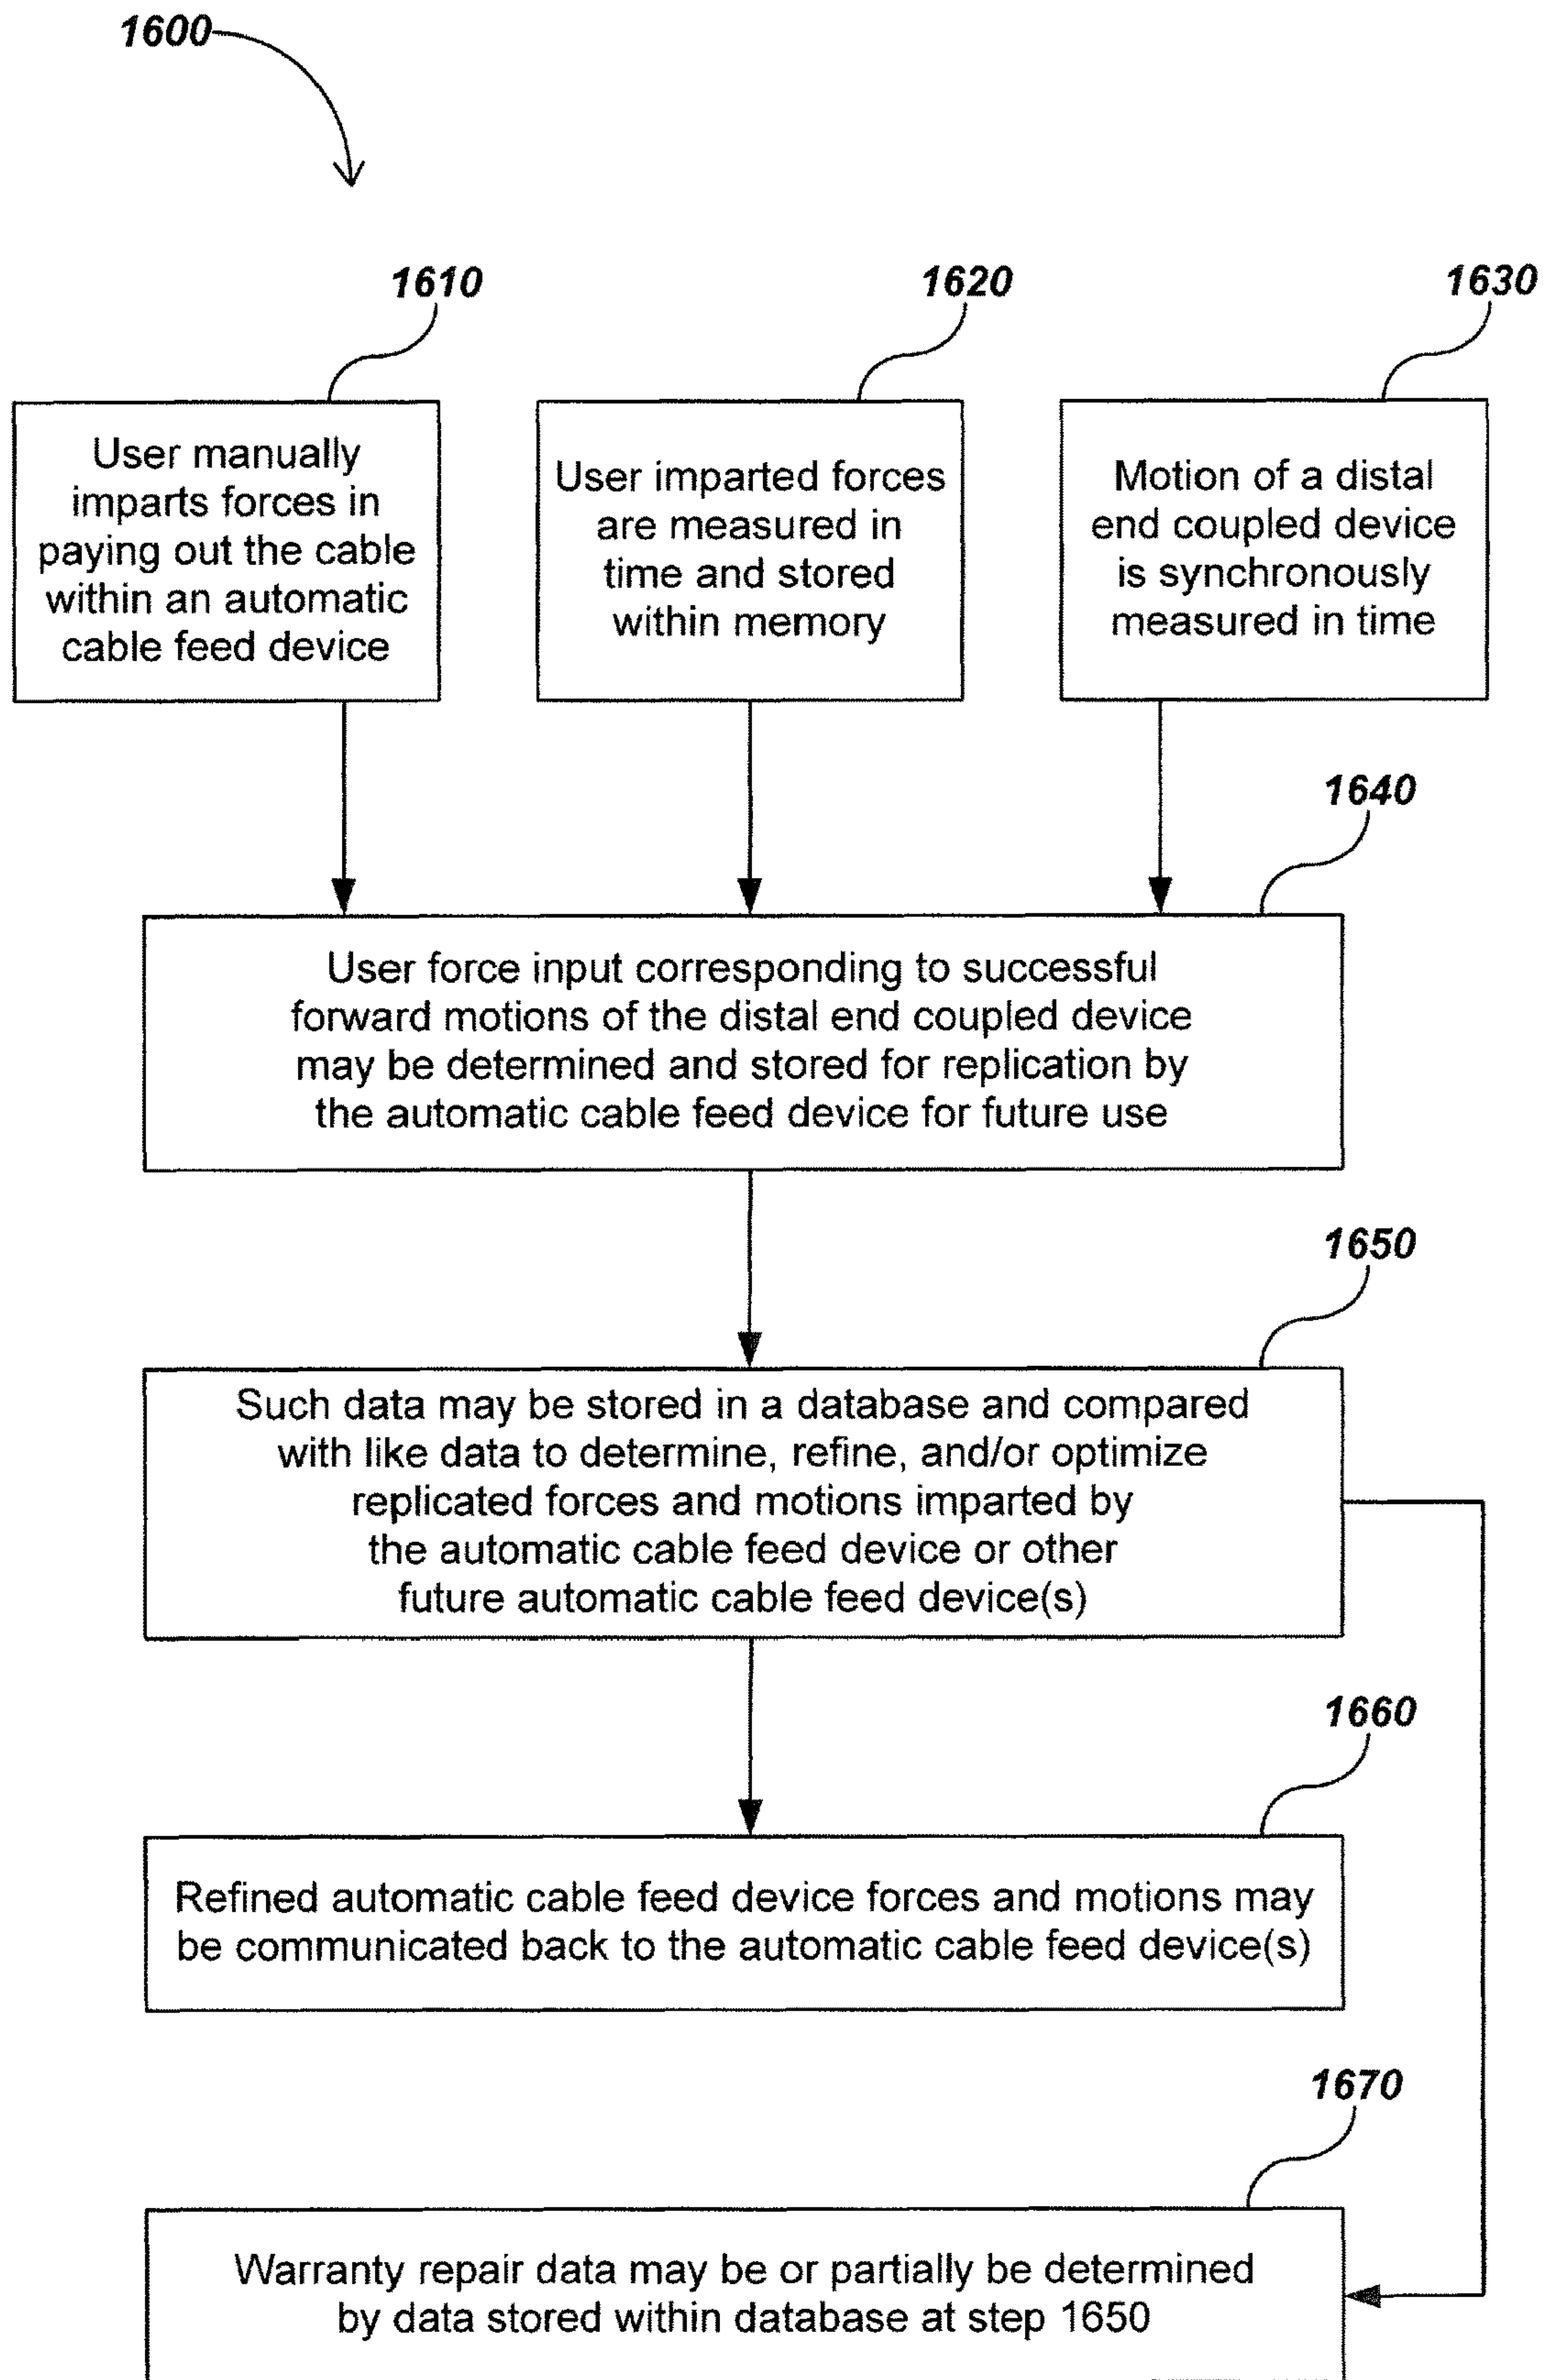 1600
1610
User manually
imparts forces in
paying out the cable
within an automatic
cable feed device
1620
User imparted forces
are measured in
time and stored
within memory
1630
Motion of a distal
end coupled device
is synchronously
measured in time
1640
User force input corresponding to successful
forward motions of the distal end coupled device
may be determined and stored for replication by
the automatic cable feed device for future use
1650
Such data may be stored in a database and compared
with like data to determine, refine, and/or optimize
replicated forces and motions imparted by
the automatic cable feed device or other
future automatic cable feed device(s)
1660
Refined automatic cable feed device forces and motions may
be communicated back to the automatic cable feed device(s)
1670
Warranty repair data may be or partially be determined
by data stored within database at step 1650